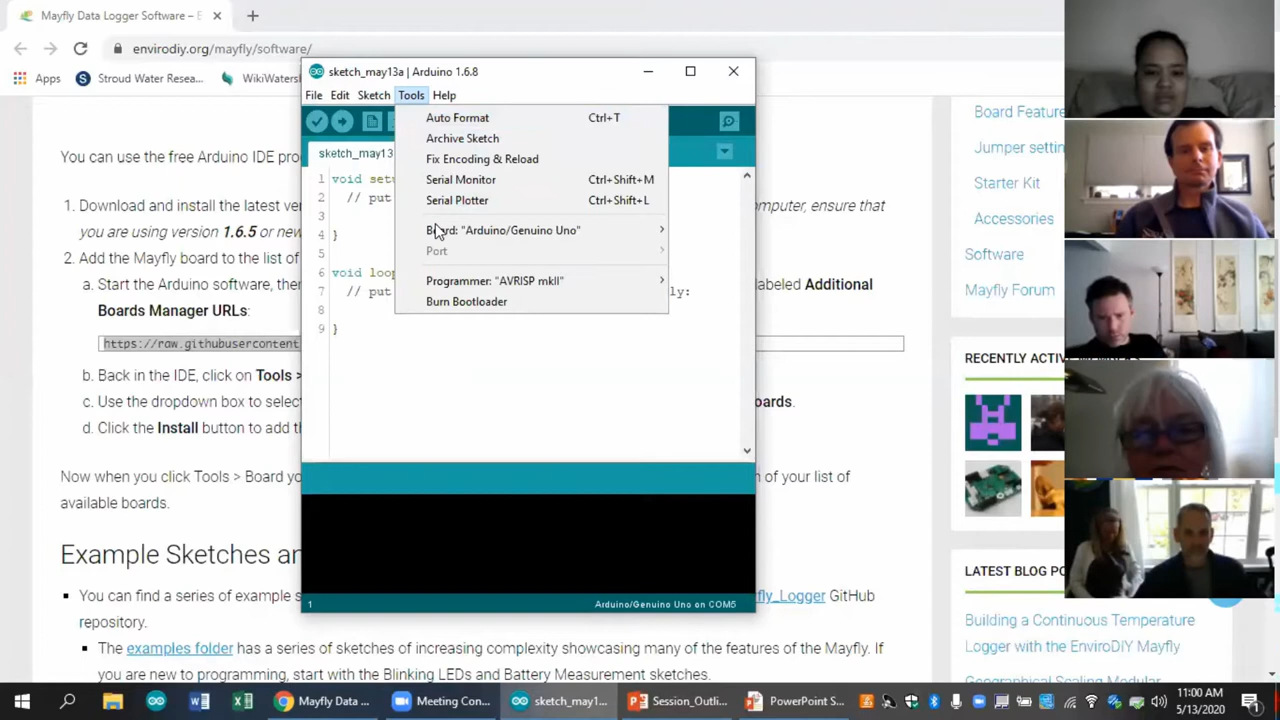 Mayfly Data Logger Software – E
envirodiy.org/mayfly/software/
Apps
Stroud Water Resea...
WikiWaters
sketch_may13a | Arduino 1.6.8
File Edit Sketch Tools Help
Auto Format Ctrl+T
Archive Sketch
Fix Encoding & Reload
Serial Monitor Ctrl+Shift+M
Serial Plotter Ctrl+Shift+L
Board: "Arduino/Genuino Uno"
Port
Programmer: "AVRISP mkII"
Burn Bootloader
sketch_may13
1 void set
2 // put
3
4 }
5
6 void loop
7 // put ly:
8
9 }
1 Arduino/Genuino Uno on COM5
You can use the free Arduino IDE pro
1. Download and install the latest ver omputer, ensure that
you are using version 1.6.5 or new
2. Add the Mayfly board to the list of
a. Start the Arduino software, then labeled Additional
Boards Manager URLs:
https://raw.githubusercontent
b. Back in the IDE, click on Tools >
c. Use the dropdown box to select ards.
d. Click the Install button to add th
Now when you click Tools > Board yo m of your list of
available boards.
Example Sketches an
You can find a series of example s fly_Logger GitHub
repository.
The examples folder has a series of sketches of increasing complexity showing many of the features of the Mayfly. If
you are new to programming, start with the Blinking LEDs and Battery Measurement sketches.
Board Feature
Jumper settin
Starter Kit
Accessories
Software
Mayfly Forum
RECENTLY ACTIVE MEMBERS
LATEST BLOG PO
Building a Continuous Temperature
Logger with the EnviroDIY Mayfly
Geographical Scaling Modular
Mayfly Data ...
Meeting Con...
sketch_may1...
Session_Outli...
PowerPoint S...
11:00 AM
5/13/2020